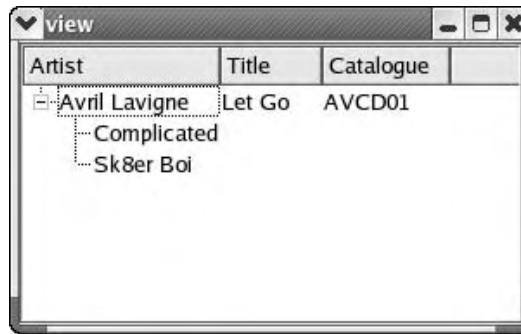 view
Artist Title Catalogue
Avril Lavigne Let Go AVCD01
Complicated
Sk8er Boi